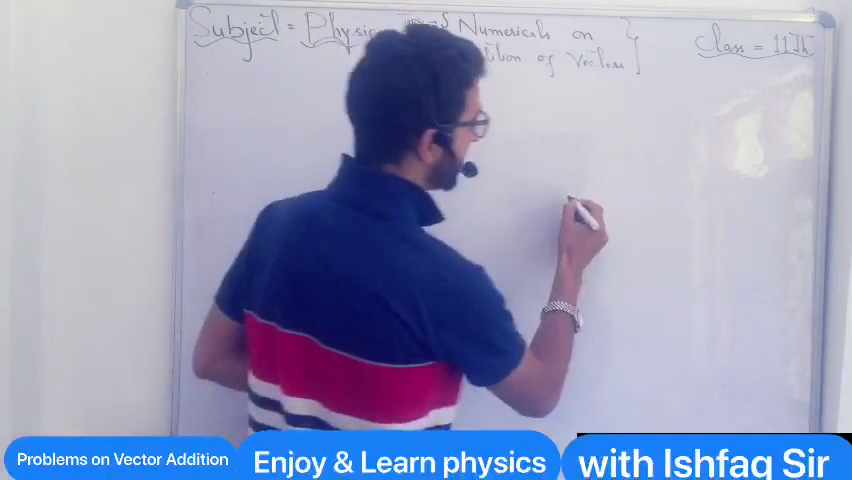 Subject = Physics Numericals on
of Vectors
Class = 11th
Problems on Vector Addition
Enjoy & Learn physics
with Ishfaq Sir